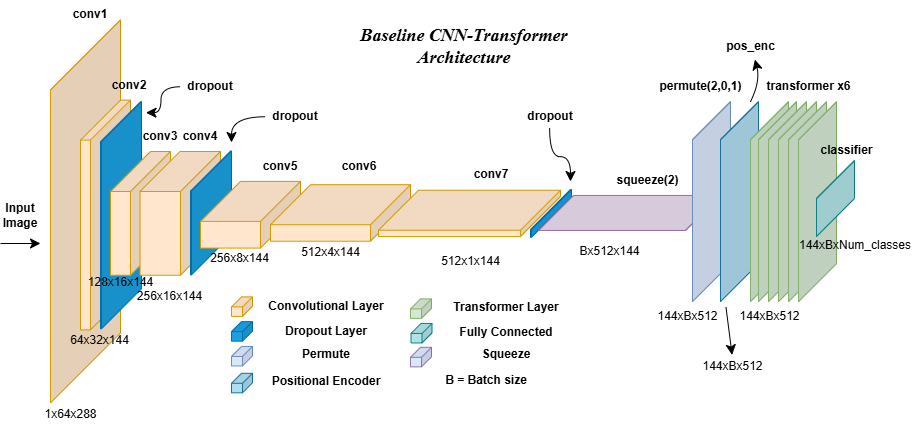 Baseline CNN-Transformer
Architecture
conv1
conv2
dropout
conv3
conv4
dropout
conv5
conv6
conv7
dropout
squeeze(2)
permute(2,0,1)
pos_enc
transformer x6
classifier
Input
Image
1x64x288
64x32x144
128x16x144
256x16x144
256x8x144
512x4x144
512x1x144
Bx512x144
144xBx512
144xBx512
144xBx512
144xBxNum_classes
Convolutional Layer
Dropout Layer
Permute
Positional Encoder
Transformer Layer
Fully Connected
Squeeze
B = Batch size